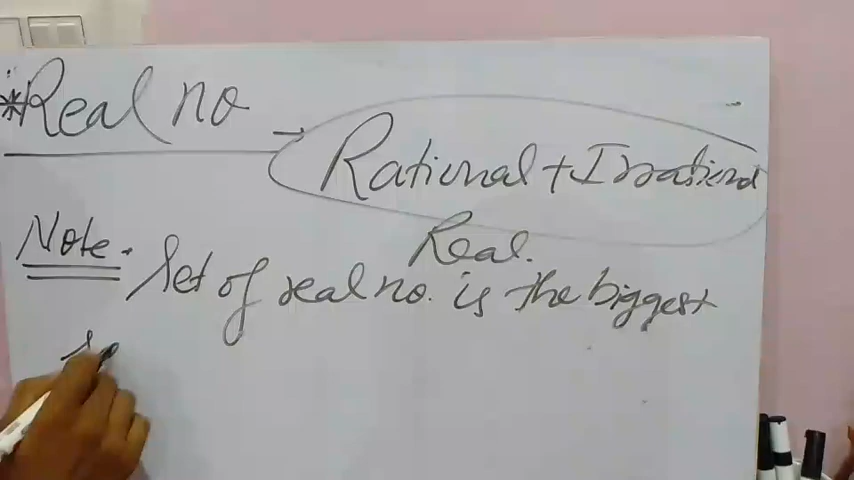 *Real no
→ Rational + Irrational
Real.
Note. Set of real no. is the biggest